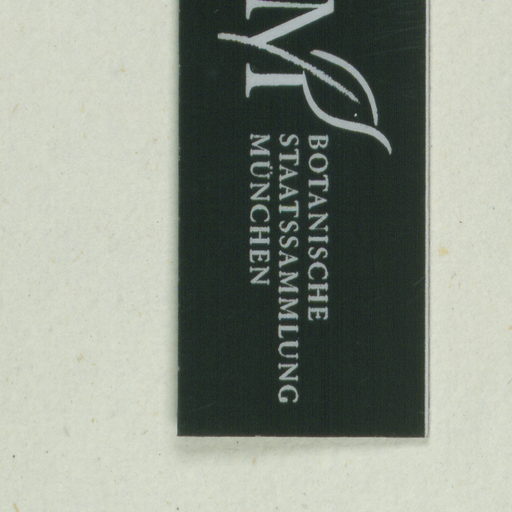 M
BOTANISCHE
STAATSSAMMLUNG
MÜNCHEN